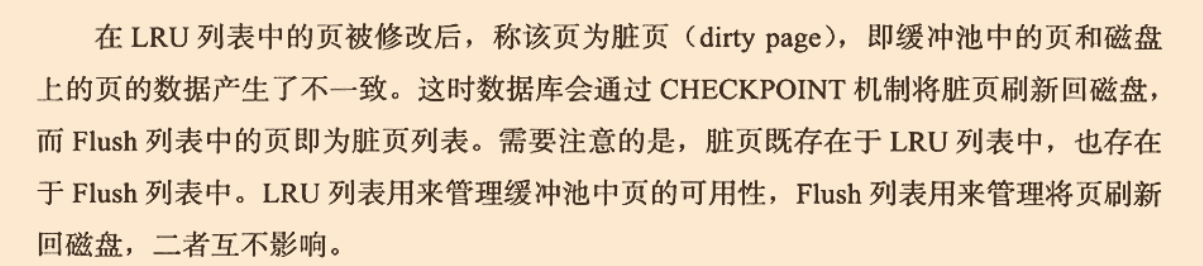 在 LRU 列表中的页被修改后，称该页为脏页（dirty page），即缓冲池中的页和磁盘
上的页的数据产生了不一致。这时数据库会通过 CHECKPOINT 机制将脏页刷新回磁盘，
而 Flush 列表中的页即为脏页列表。需要注意的是，脏页既存在于 LRU 列表中，也存在
于 Flush 列表中。LRU 列表用来管理缓冲池中页的可用性，Flush 列表用来管理将页刷新
回磁盘，二者互不影响。